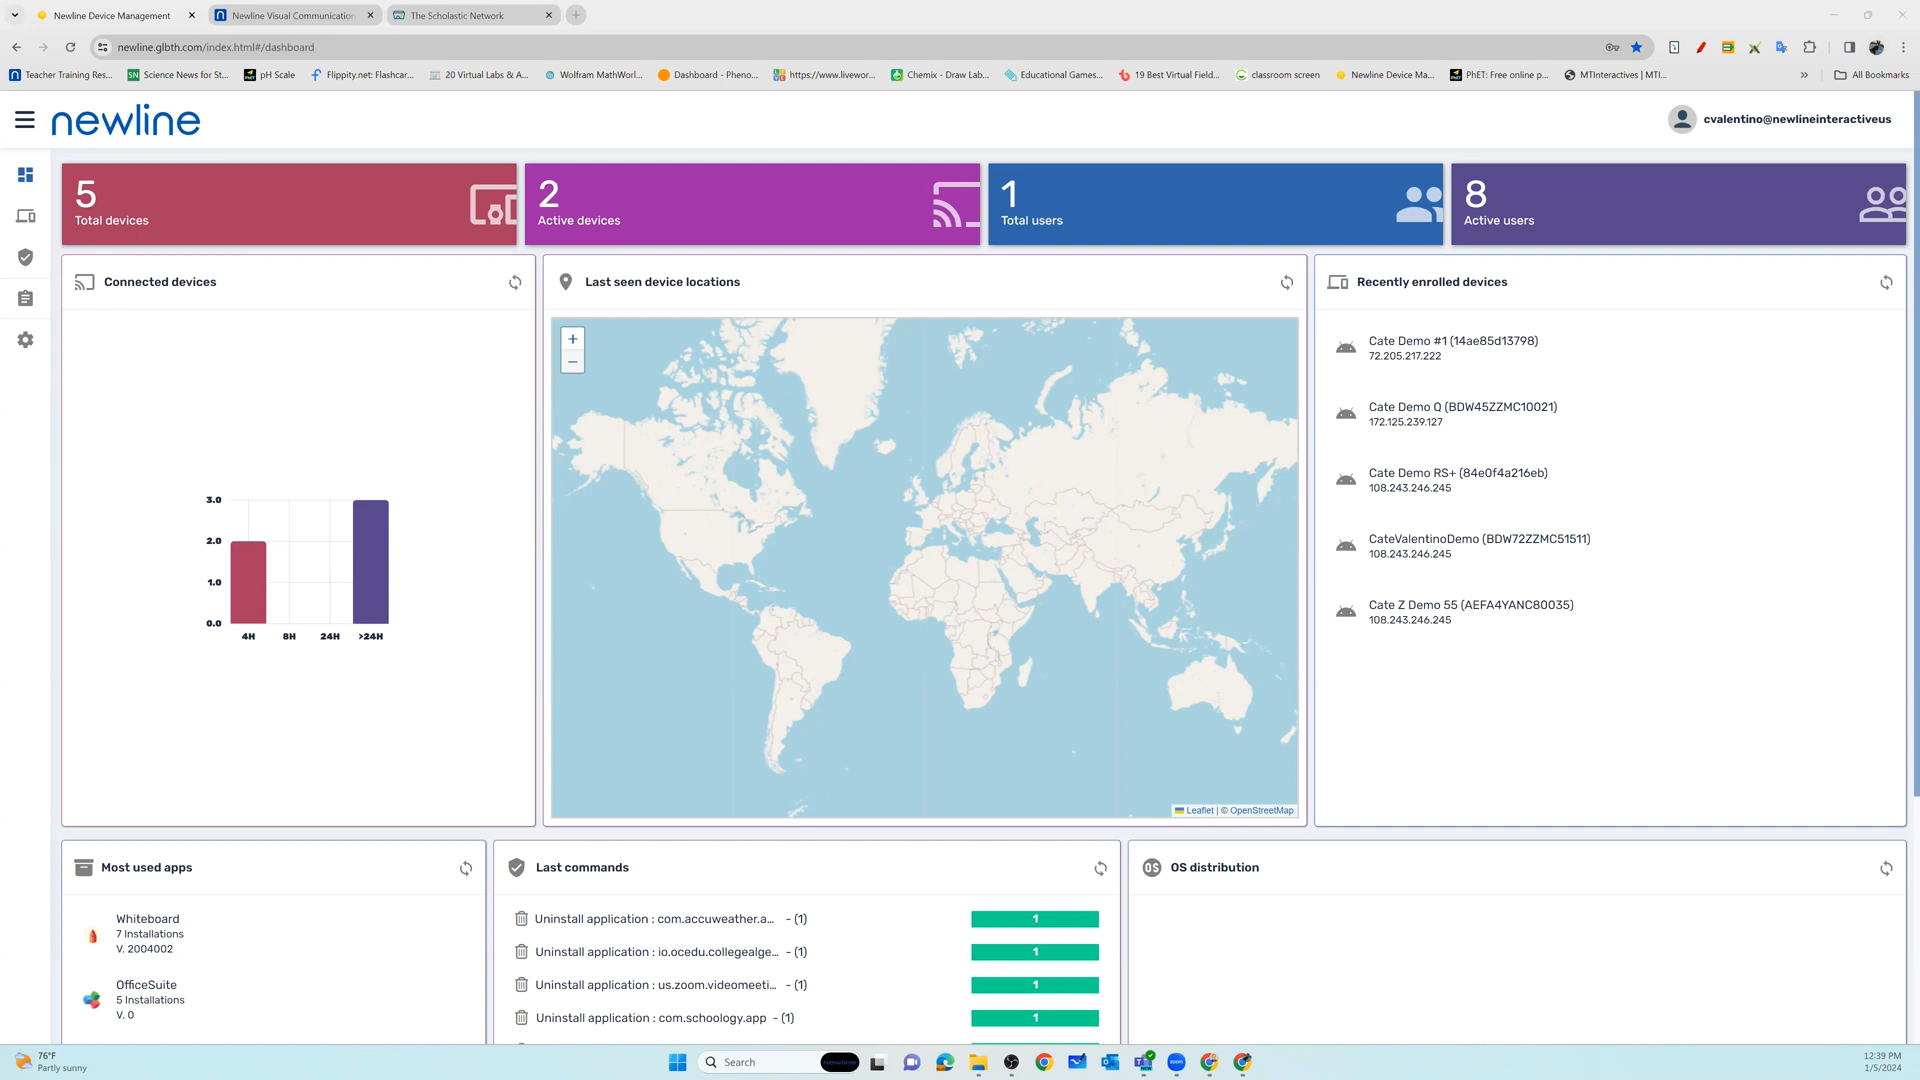 Newline Device Management
Newline Visual Communication
The Scholastic Network
newline.glbth.com/index.html#/dashboard
Teacher Training Res...
Science News for St...
pH Scale
Flippity.net: Flashcar...
20 Virtual Labs & A...
Wolfram MathWorl...
Dashboard - Pheno...
https://www.livewor...
Chemix - Draw Lab...
Educational Games...
19 Best Virtual Field...
classroom screen
Newline Device Ma...
PhET: Free online p...
MTInteractives | MTI...
All Bookmarks
newline
cvalentino@newlineinteractiveus
5
Total devices
2
Active devices
1
Total users
8
Active users
Connected devices
3.0
2.0
1.0
0.0
4H 8H 24H >24H
Last seen device locations
+
−
Leaflet | © OpenStreetMap
Recently enrolled devices
Cate Demo #1 (14ae85d13798)
72.205.217.222
Cate Demo Q (BDW45ZZMC10021)
172.125.239.127
Cate Demo RS+ (84e0f4a216eb)
108.243.246.245
CateValentinoDemo (BDW72ZZMC51511)
108.243.246.245
Cate Z Demo 55 (AEFA4YANC80035)
108.243.246.245
Most used apps
Whiteboard
7 Installations
V. 2004002
OfficeSuite
5 Installations
V. 0
Last commands
Uninstall application : com.accuweather.a... - (1) 1
Uninstall application : io.ocedu.collegealge... - (1) 1
Uninstall application : us.zoom.videomeeti... - (1) 1
Uninstall application : com.schoology.app - (1) 1
OS OS distribution
76°F
Partly sunny
Search
newline
12:39 PM
1/5/2024